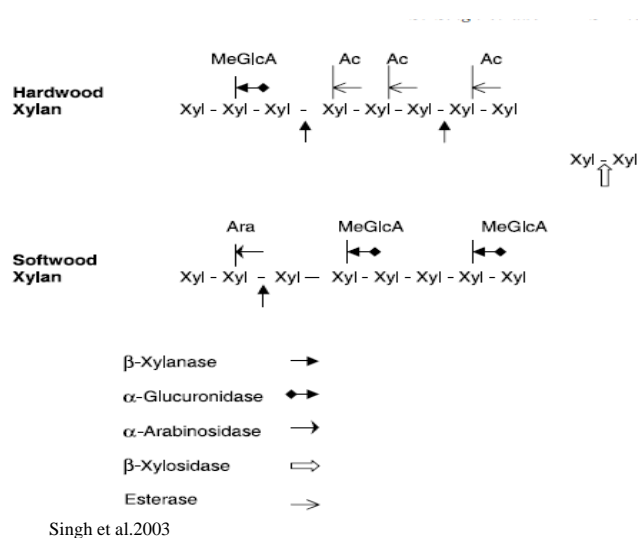 MeGlcA Ac Ac Ac
Hardwood
Xylan
Xyl - Xyl - Xyl - Xyl - Xyl - Xyl - Xyl - Xyl
Xyl - Xyl
Ara MeGlcA MeGlcA
Softwood
Xylan
Xyl - Xyl - Xyl — Xyl - Xyl - Xyl - Xyl - Xyl
β-Xylanase
α-Glucuronidase
α-Arabinosidase
β-Xylosidase
Esterase
Singh et al.2003